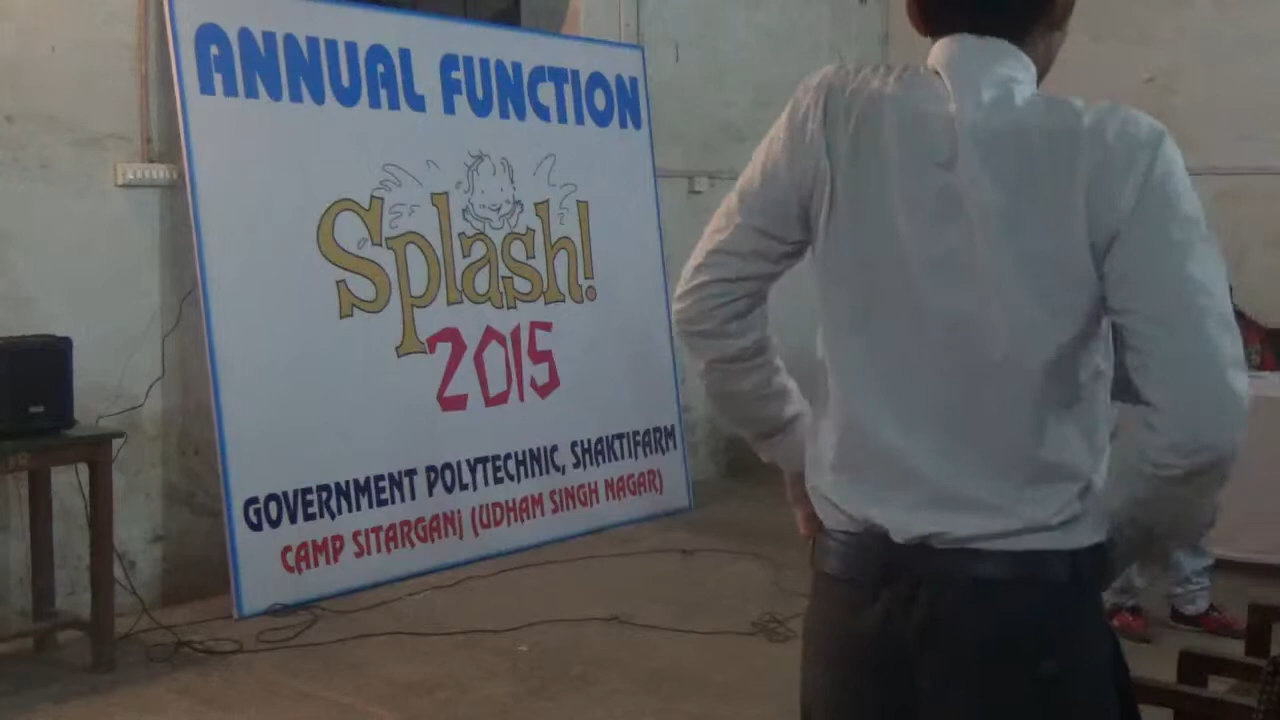 ANNUAL FUNCTION
Splash!
2015
GOVERNMENT POLYTECHNIC, SHAKTIFARM
CAMP SITARGANJ (UDHAM SINGH NAGAR)